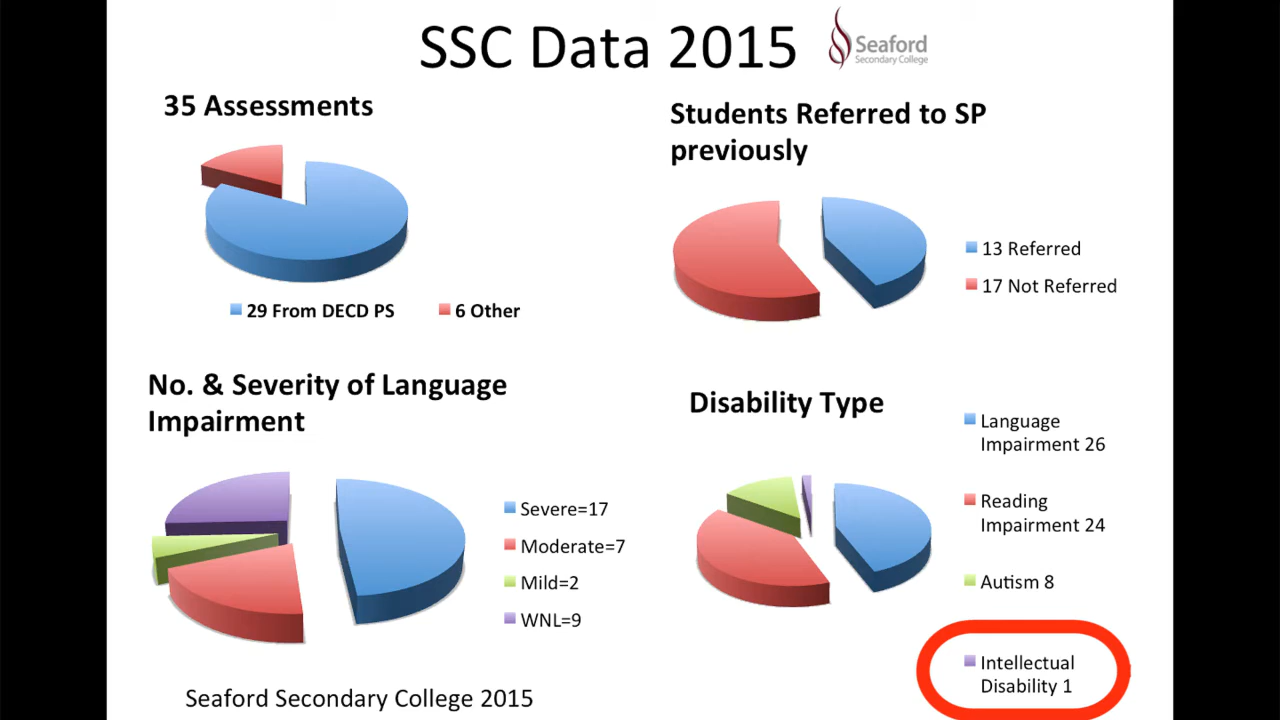 SSC Data 2015
Seaford
Secondary College
35 Assessments
29 From DECD PS
6 Other
Students Referred to SP
previously
13 Referred
17 Not Referred
No. & Severity of Language
Impairment
Severe=17
Moderate=7
Mild=2
WNL=9
Disability Type
Language
Impairment 26
Reading
Impairment 24
Autism 8
Intellectual
Disability 1
Seaford Secondary College 2015